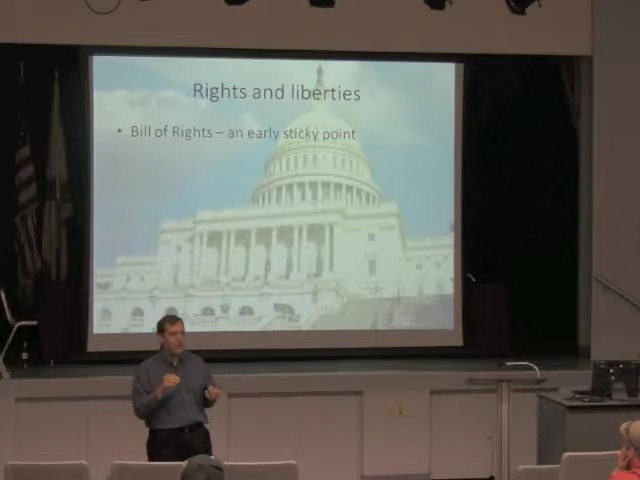 Rights and liberties
• Bill of Rights – an early sticky point